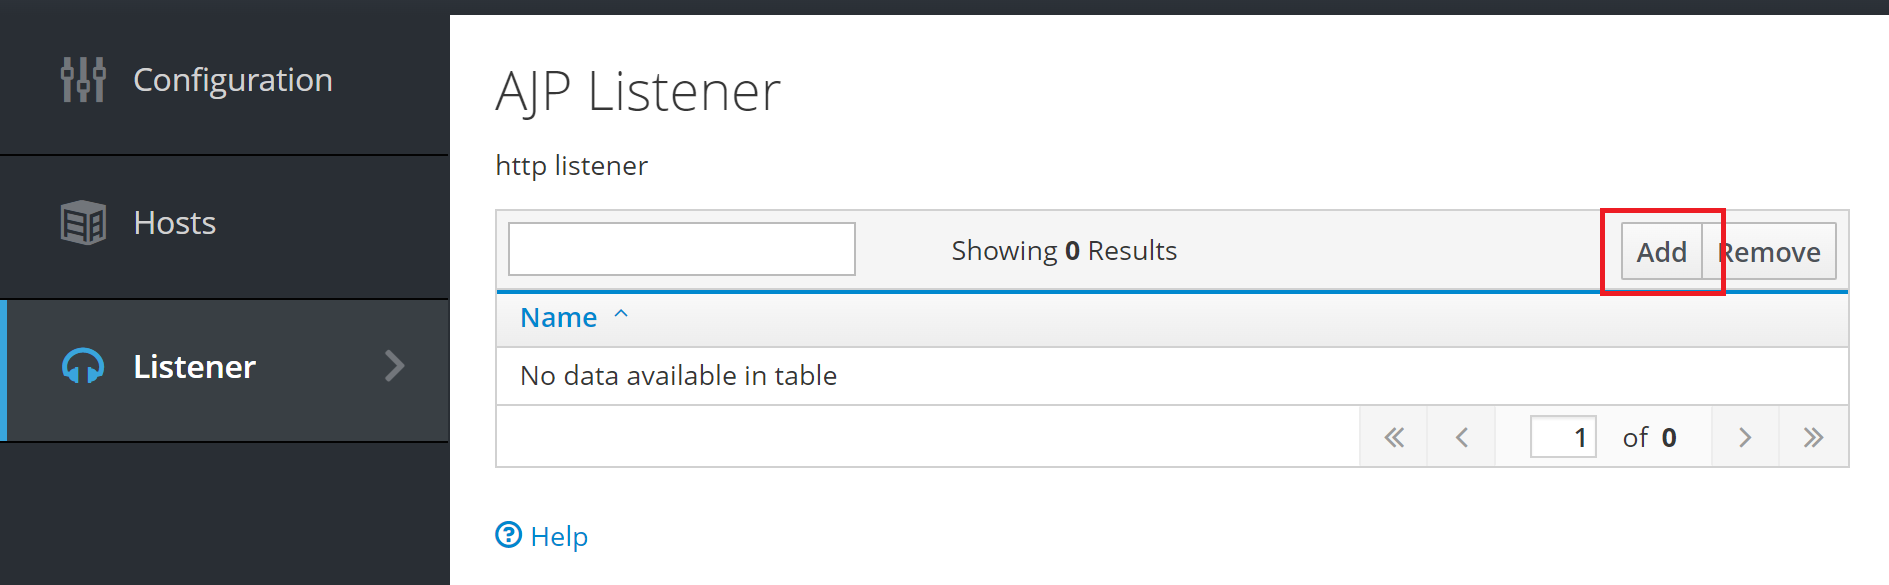 Configuration
Hosts
Listener
AJP Listener
http listener
Showing 0 Results
Add
Remove
Name
No data available in table
1 of 0
Help